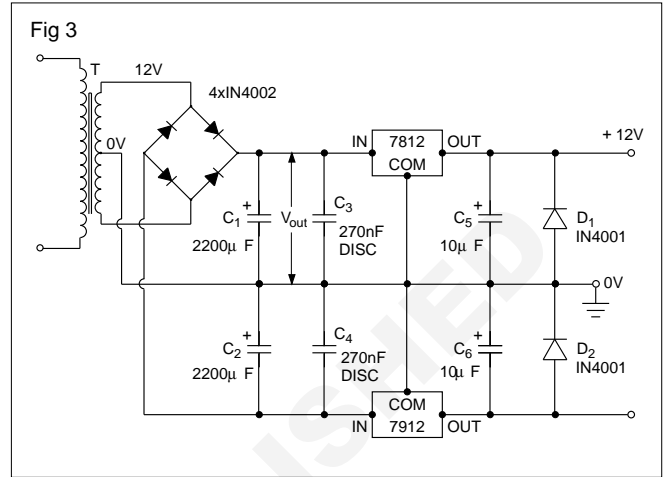 Fig 3
T
12V
4xIN4002
0V
IN
7812
COM
OUT
+ 12V
C1
+
2200μ F
Vout
C3
270nF
DISC
C5
+
10μ F
D1
IN4001
0V
C2
+
2200μ F
C4
270nF
DISC
C6
+
10μ F
D2
IN4001
IN
COM
7912
OUT
ISHED